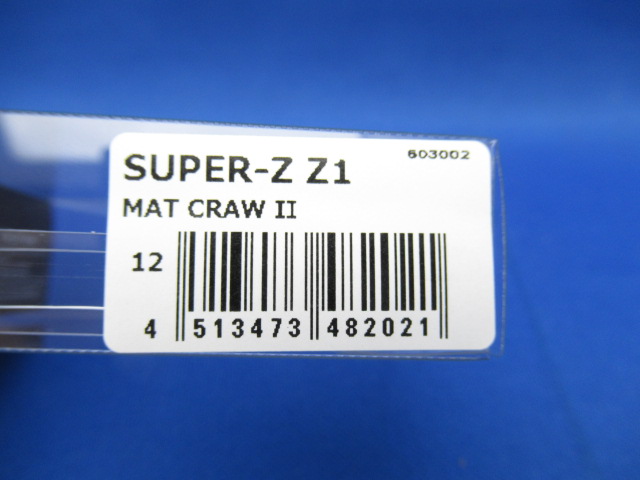 603002
SUPER-Z Z1
MAT CRAW II
12
4 513473 482021